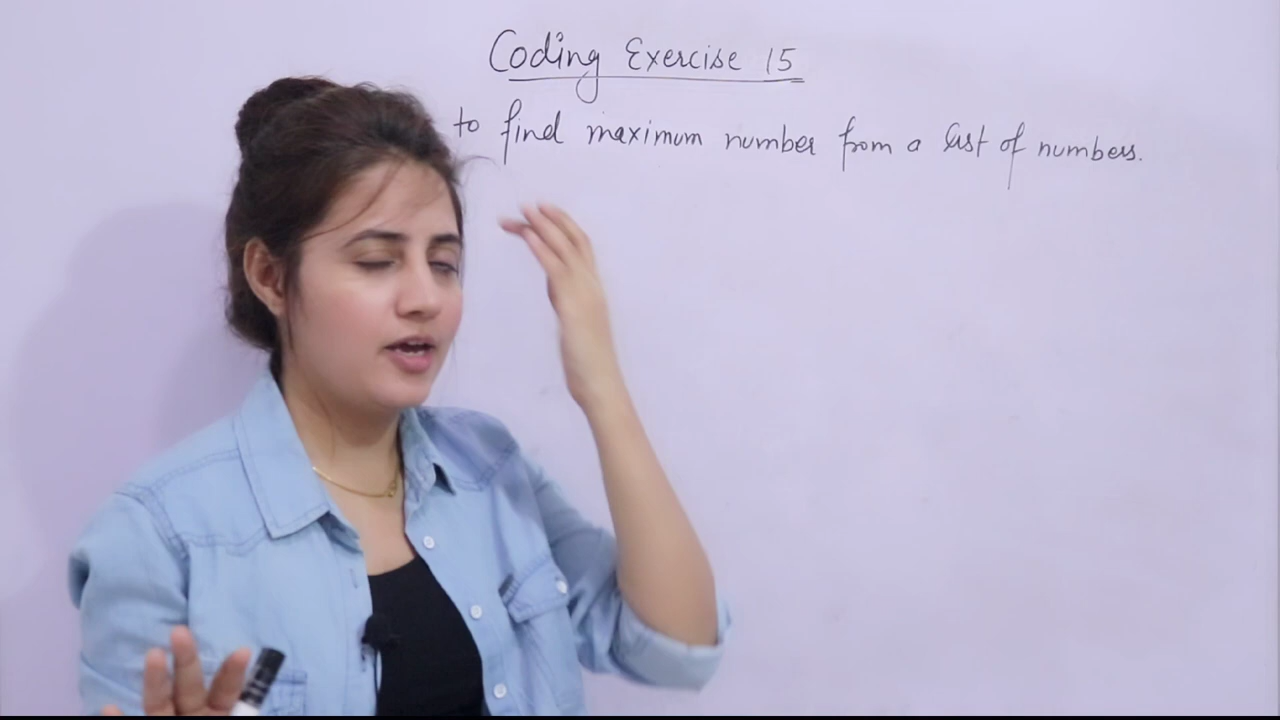 Coding Exercise 15
to find maximum number from a list of numbers.